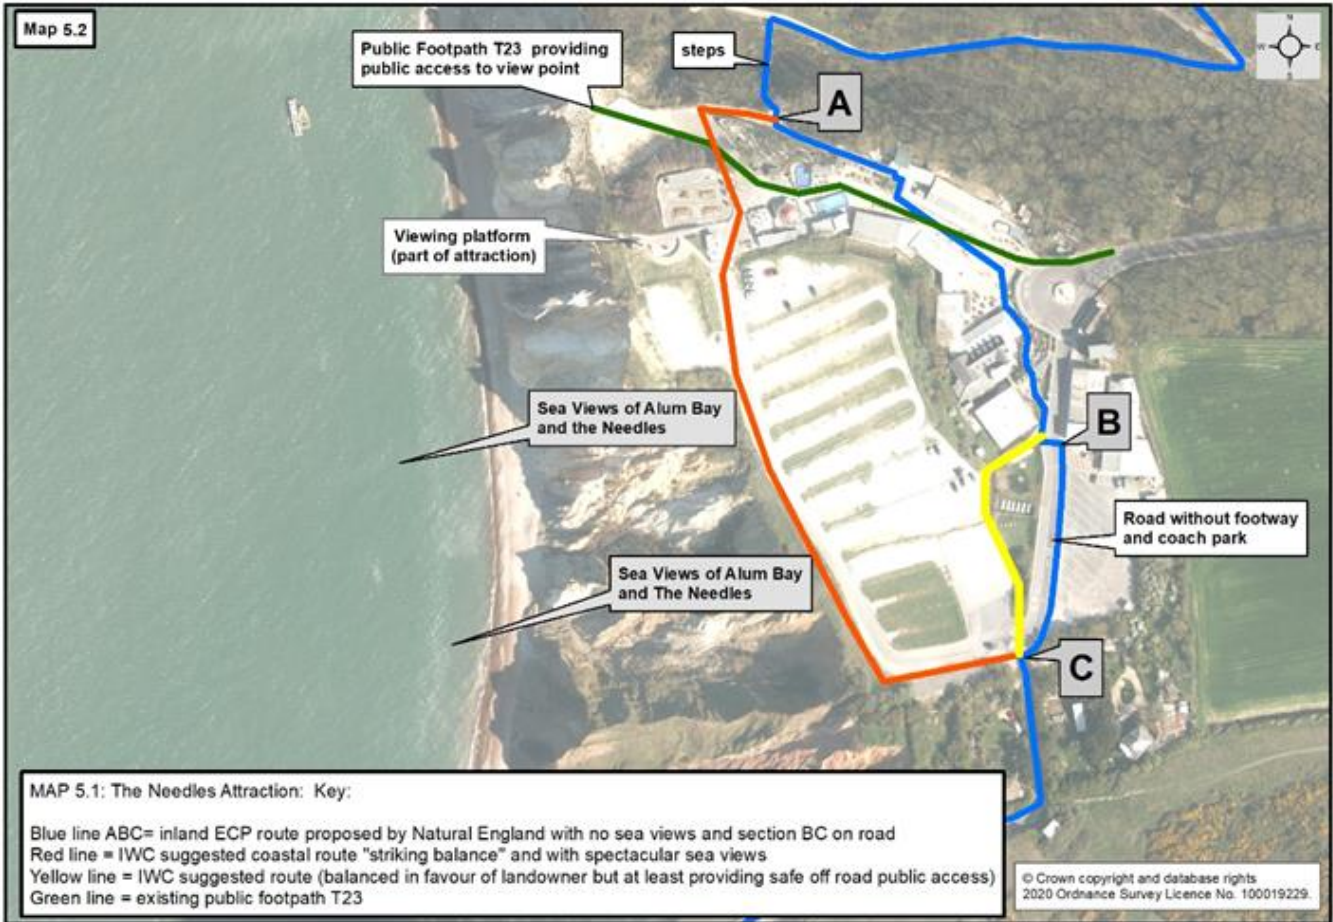 Map 5.2
Public Footpath T23 providing
public access to view point
steps
N
W
E
S
A
Viewing platform
(part of attraction)
Sea Views of Alum Bay
and the Needles
B
Road without footway
and coach park
Sea Views of Alum Bay
and The Needles
C
MAP 5.1: The Needles Attraction: Key:
Blue line ABC= inland ECP route proposed by Natural England with no sea views and section BC on road
Red line = IWC suggested coastal route "striking balance" and with spectacular sea views
Yellow line = IWC suggested route (balanced in favour of landowner but at least providing safe off road public access)
Green line = existing public footpath T23
© Crown copyright and database rights
2020 Ordnance Survey Licence No. 100019229.